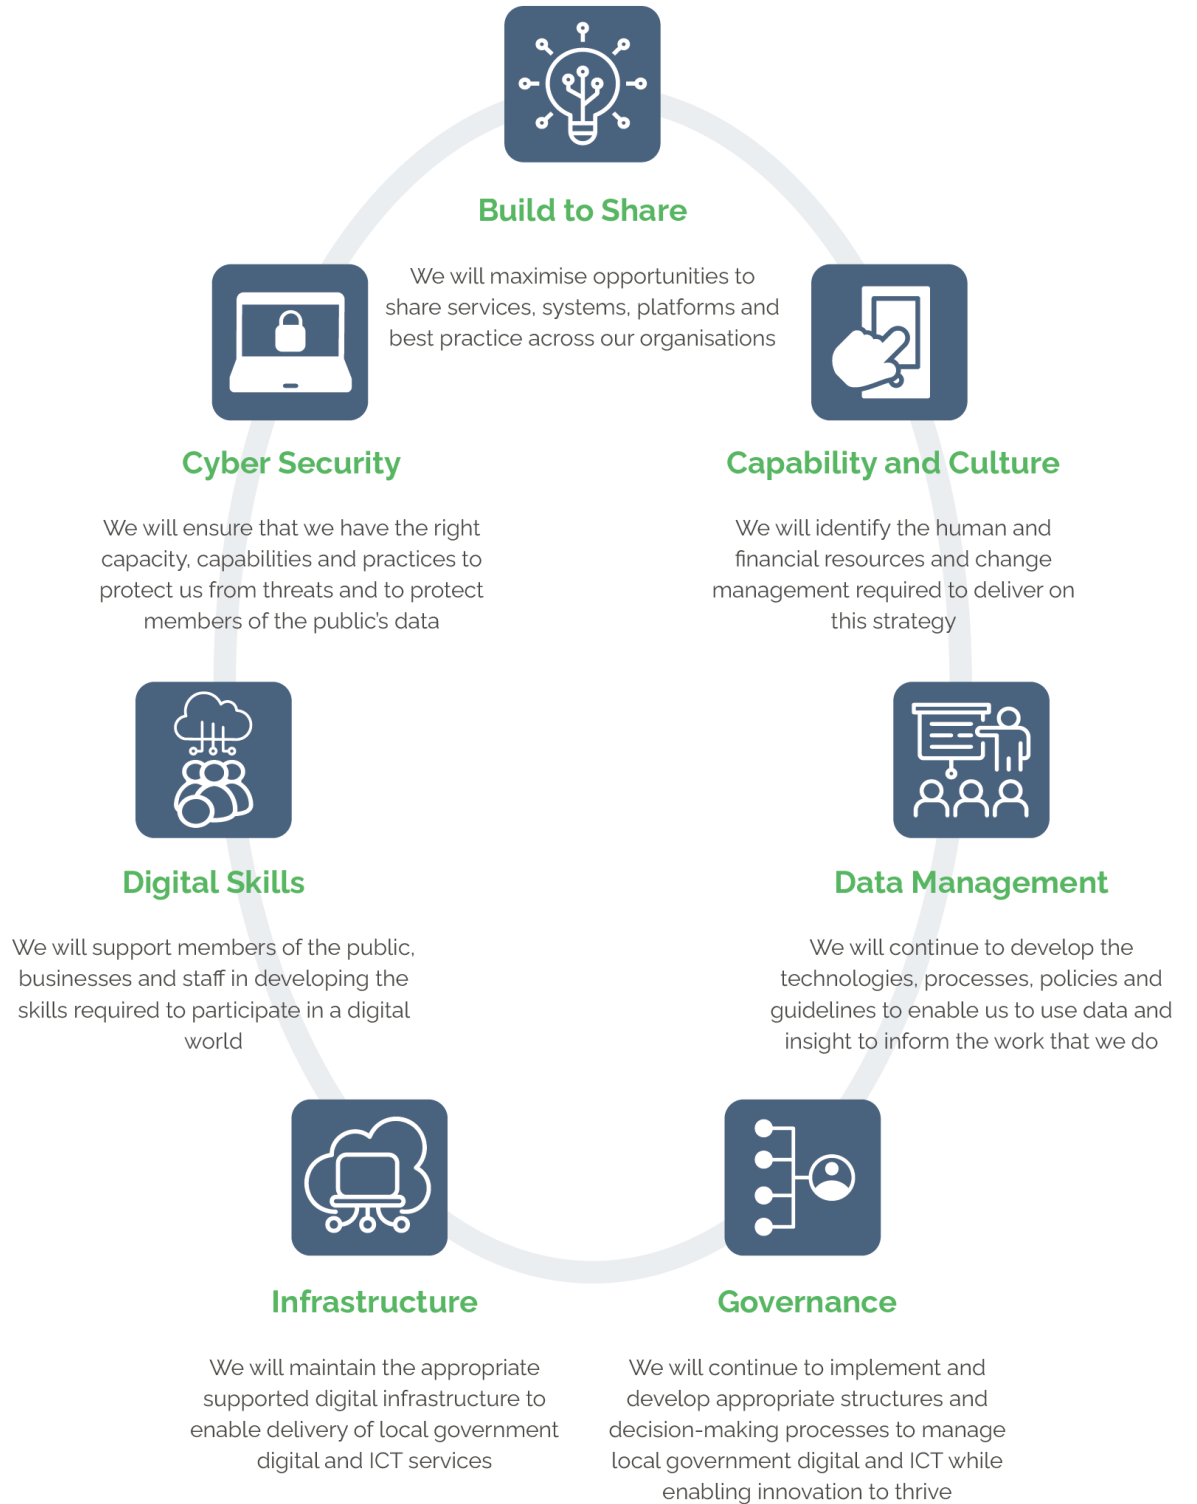 Build to Share
We will maximise opportunities to
share services, systems, platforms and
best practice across our organisations
Cyber Security
We will ensure that we have the right
capacity, capabilities and practices to
protect us from threats and to protect
members of the public’s data
Capability and Culture
We will identify the human and
financial resources and change
management required to deliver on
this strategy
Digital Skills
We will support members of the public,
businesses and staff in developing the
skills required to participate in a digital
world
Data Management
We will continue to develop the
technologies, processes, policies and
guidelines to enable us to use data and
insight to inform the work that we do
Infrastructure
We will maintain the appropriate
supported digital infrastructure to
enable delivery of local government
digital and ICT services
Governance
We will continue to implement and
develop appropriate structures and
decision-making processes to manage
local government digital and ICT while
enabling innovation to thrive